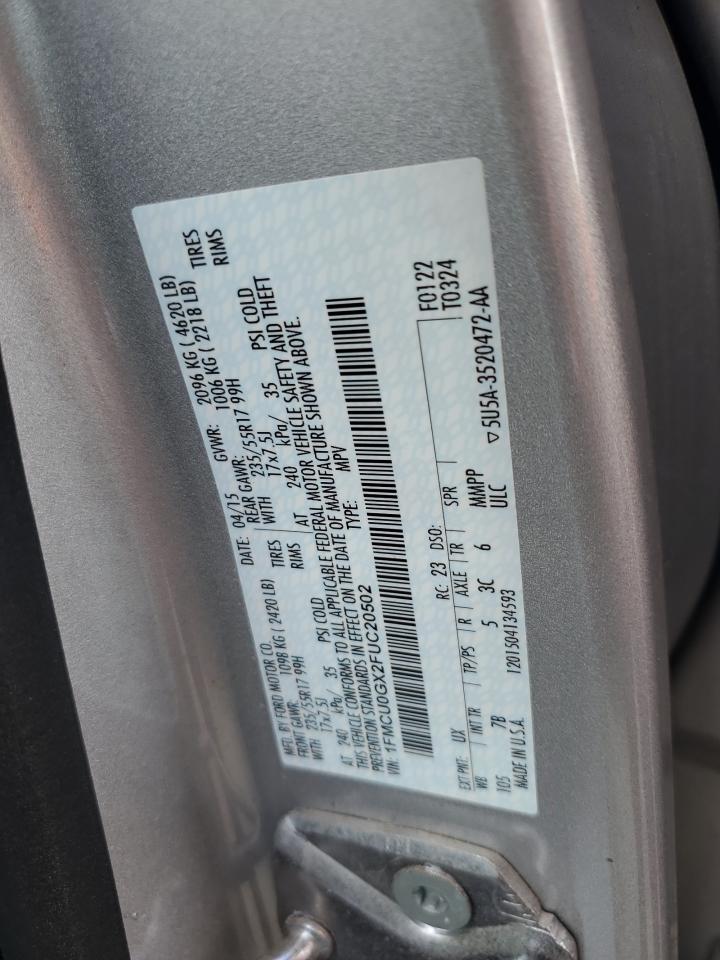 MFD. BY FORD MOTOR CO.
DATE: 04/15 GVWR: 2096 KG ( 4620 LB)
FRONT GAWR: 1098 KG ( 2420 LB) REAR GAWR: 1006 KG ( 2218 LB)
WITH 235/55R17 99H TIRES WITH 235/55R17 99H TIRES
17x7.5J RIMS 17x7.5J RIMS
AT 240 kPa/ 35 PSI COLD AT 240 kPa/ 35 PSI COLD
THIS VEHICLE CONFORMS TO ALL APPLICABLE FEDERAL MOTOR VEHICLE SAFETY AND THEFT
PREVENTION STANDARDS IN EFFECT ON THE DATE OF MANUFACTURE SHOWN ABOVE.
VIN: 1FMCU0GX2FUC20502 TYPE: MPV
F0122
EXT PNT: UX RC: 23 DSO: T0324
WB INT TR TP/PS R AXLE TR SPR
105 7B 5 3C 6 MMPP
MADE IN U.S.A. 1201504134593 ULC ▽5U5A-3520472-AA